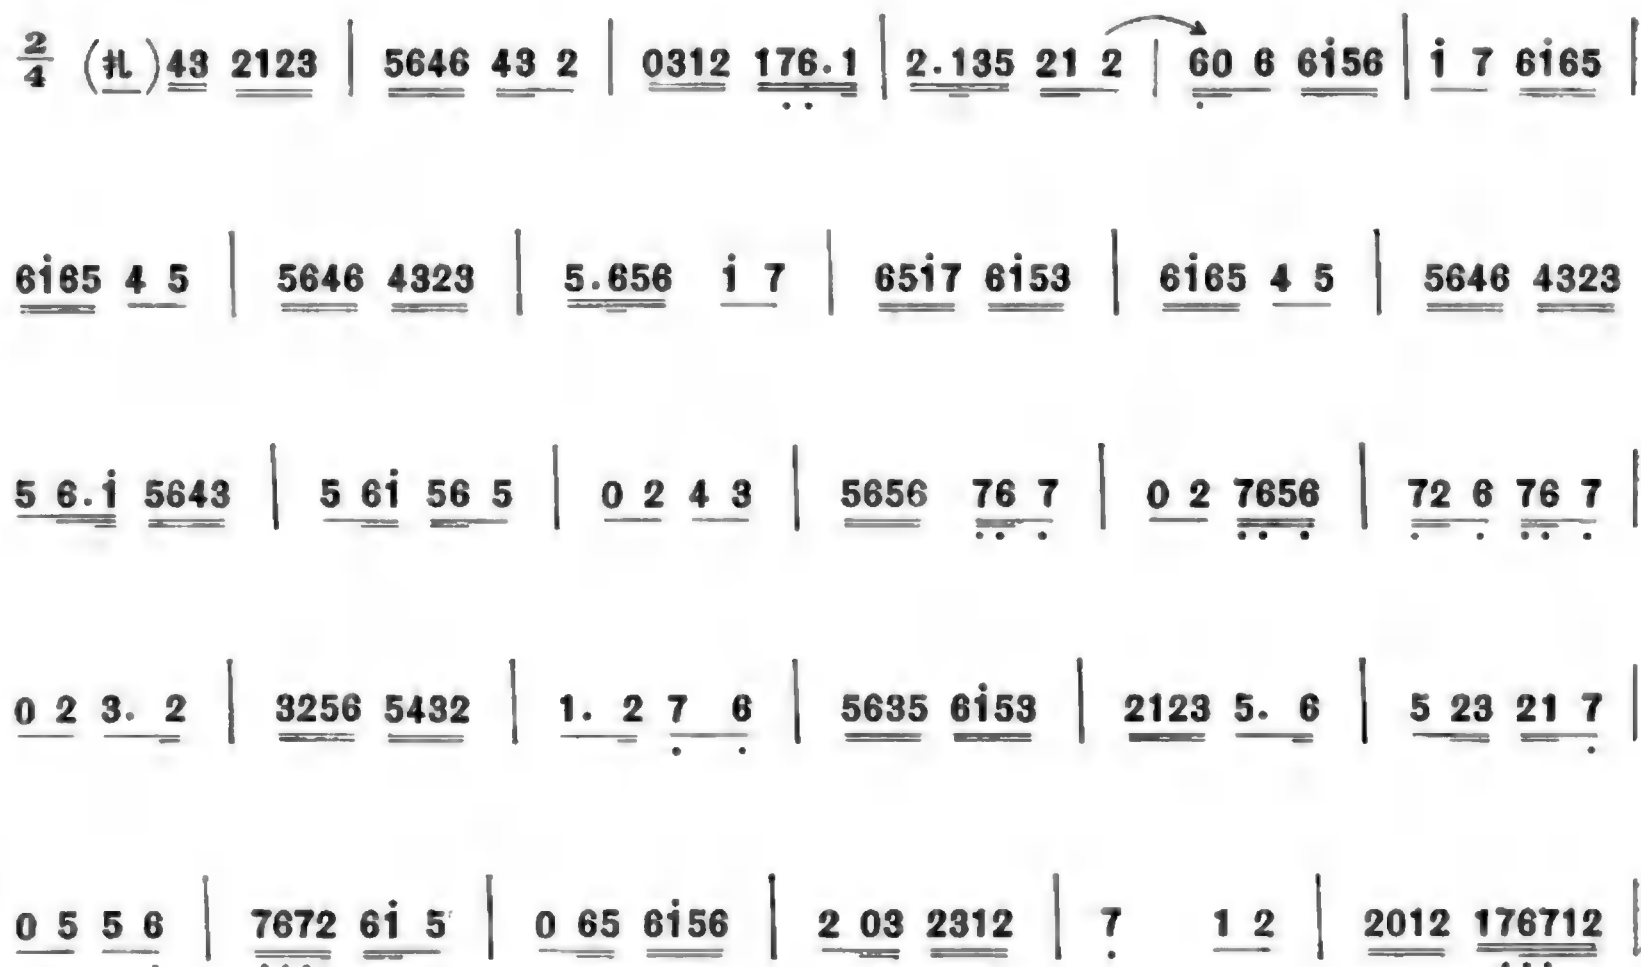 2/4 (扎)43 2123 | 5646 43 2 | 0312 176.1 | 2.135 21 2 | 60 6 6i56 | i 7 6i65 |
6i65 4 5 | 5646 4323 | 5.656 i 7 | 65i7 6i53 | 6i65 4 5 | 5646 4323
5 6.i 5643 | 5 6i 56 5 | 0 2 4 3 | 5656 76 7 | 0 2 7656 | 72 6 76 7 |
0 2 3. 2 | 3256 5432 | 1. 2 7 6 | 5635 6i53 | 2123 5. 6 | 5 23 21 7 |
0 5 5 6 | 7672 6i 5 | 0 65 6i56 | 2 03 2312 | 7 1 2 | 2012 176712 |